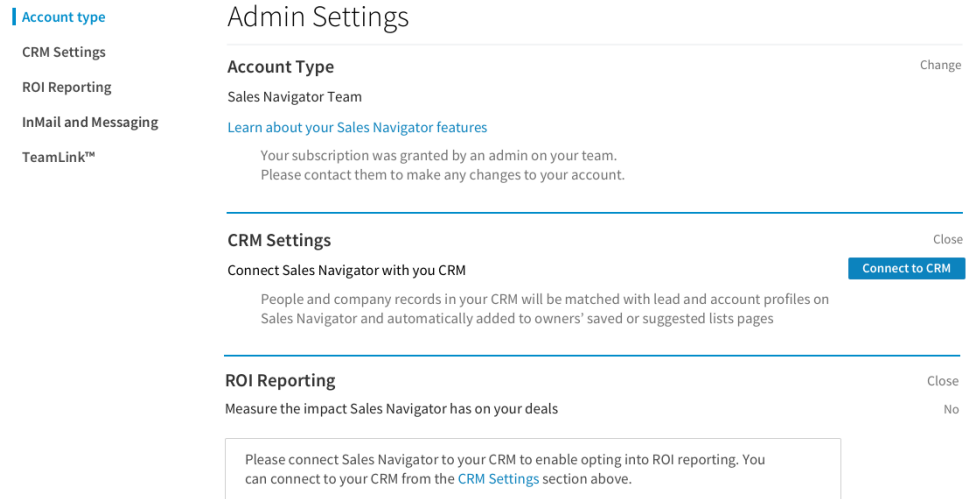 Account type
CRM Settings
ROI Reporting
InMail and Messaging
TeamLink™
Admin Settings
Account Type
Change
Sales Navigator Team
Learn about your Sales Navigator features
Your subscription was granted by an admin on your team.
Please contact them to make any changes to your account.
CRM Settings
Close
Connect Sales Navigator with you CRM
Connect to CRM
People and company records in your CRM will be matched with lead and account profiles on
Sales Navigator and automatically added to owners’ saved or suggested lists pages
ROI Reporting
Close
Measure the impact Sales Navigator has on your deals
No
Please connect Sales Navigator to your CRM to enable opting into ROI reporting. You
can connect to your CRM from the CRM Settings section above.